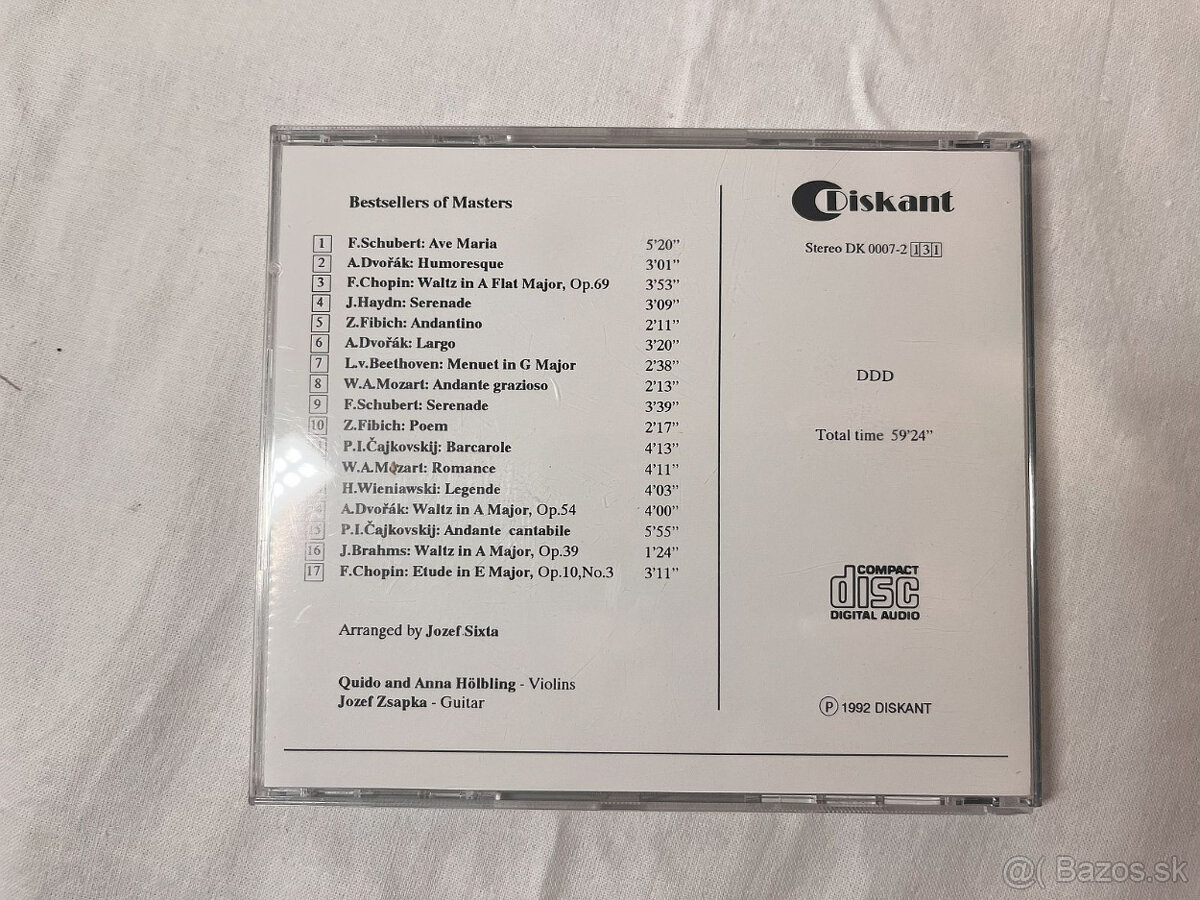 Bestsellers of Masters
1 F.Schubert: Ave Maria 5'20"
2 A.Dvořák: Humoresque 3'01"
3 F.Chopin: Waltz in A Flat Major, Op.69 3'53"
4 J.Haydn: Serenade 3'09"
5 Z.Fibich: Andantino 2'11"
6 A.Dvořák: Largo 3'20"
7 L.v.Beethoven: Menuet in G Major 2'38"
8 W.A.Mozart: Andante grazioso 2'13"
9 F.Schubert: Serenade 3'39"
10 Z.Fibich: Poem 2'17"
P.I.Čajkovskij: Barcarole 4'13"
W.A.Mozart: Romance 4'11"
H.Wieniawski: Legende 4'03"
A.Dvořák: Waltz in A Major, Op.54 4'00"
15 P.I.Čajkovskij: Andante cantabile 5'55"
16 J.Brahms: Waltz in A Major, Op.39 1'24"
17 F.Chopin: Etude in E Major, Op.10,No.3 3'11"
Arranged by Jozef Sixta
Quido and Anna Hölbling - Violins
Jozef Zsapka - Guitar
Diskant
Stereo DK 0007-2 131
DDD
Total time 59'24"
COMPACT
disc
DIGITAL AUDIO
Ⓟ 1992 DISKANT
@( Bazos.sk